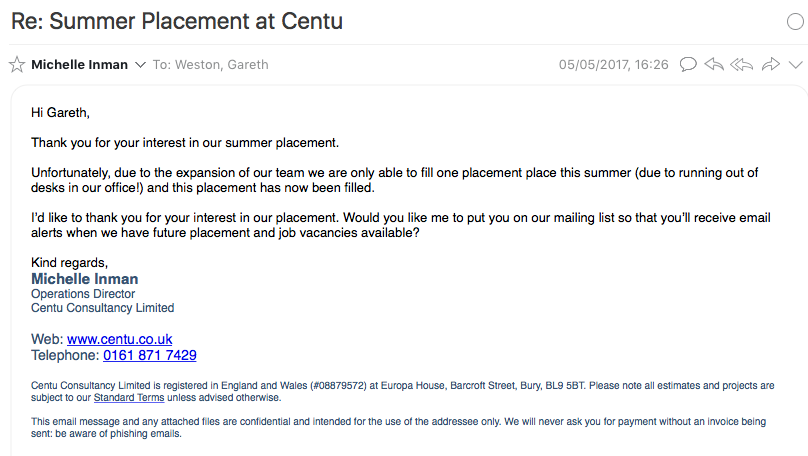 Re: Summer Placement at Centu
Michelle Inman To: Weston, Gareth 05/05/2017, 16:26
Hi Gareth,
Thank you for your interest in our summer placement.
Unfortunately, due to the expansion of our team we are only able to fill one placement place this summer (due to running out of
desks in our office!) and this placement has now been filled.
I'd like to thank you for your interest in our placement. Would you like me to put you on our mailing list so that you'll receive email
alerts when we have future placement and job vacancies available?
Kind regards,
Michelle Inman
Operations Director
Centu Consultancy Limited
Web: www.centu.co.uk
Telephone: 0161 871 7429
Centu Consultancy Limited is registered in England and Wales (#08879572) at Europa House, Barcroft Street, Bury, BL9 5BT. Please note all estimates and projects are
subject to our Standard Terms unless advised otherwise.
This email message and any attached files are confidential and intended for the use of the addressee only. We will never ask you for payment without an invoice being
sent: be aware of phishing emails.